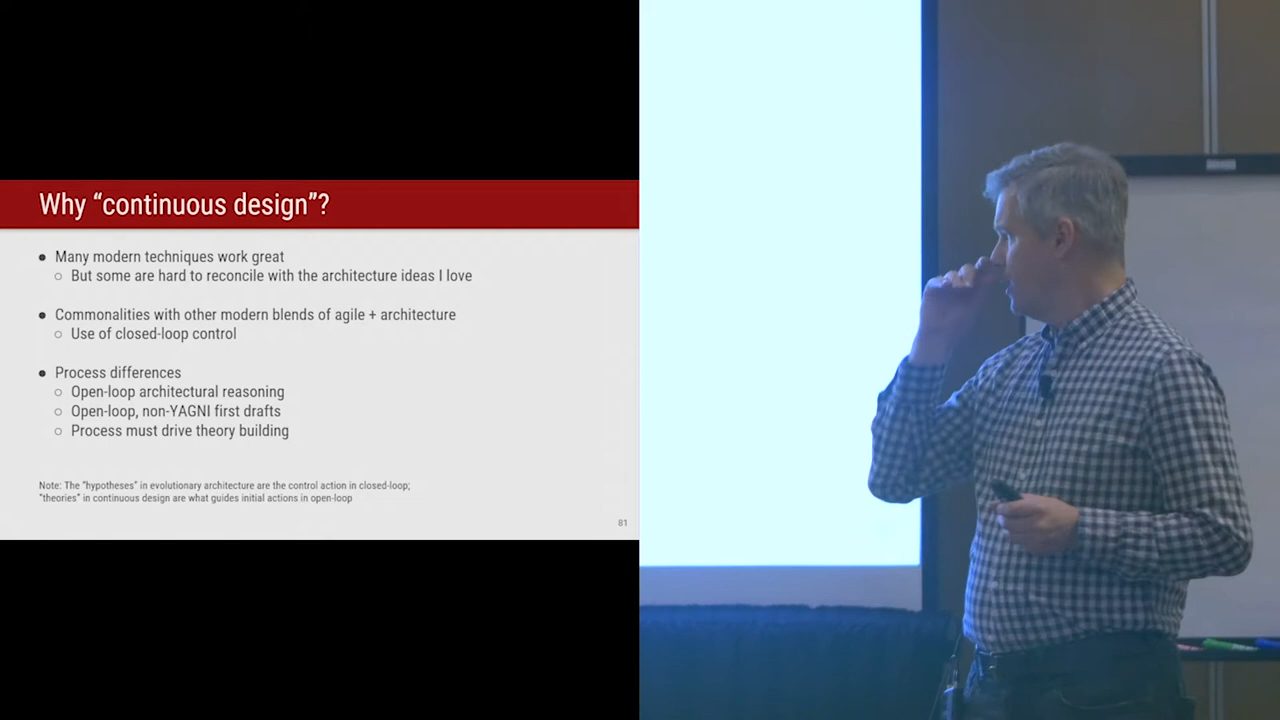 Why “continuous design”?
● Many modern techniques work great
○ But some are hard to reconcile with the architecture ideas I love
● Commonalities with other modern blends of agile + architecture
○ Use of closed-loop control
● Process differences
○ Open-loop architectural reasoning
○ Open-loop, non-YAGNI first drafts
○ Process must drive theory building
Note: The "hypotheses" in evolutionary architecture are the control action in closed-loop;
"theories" in continuous design are what guides initial actions in open-loop
81